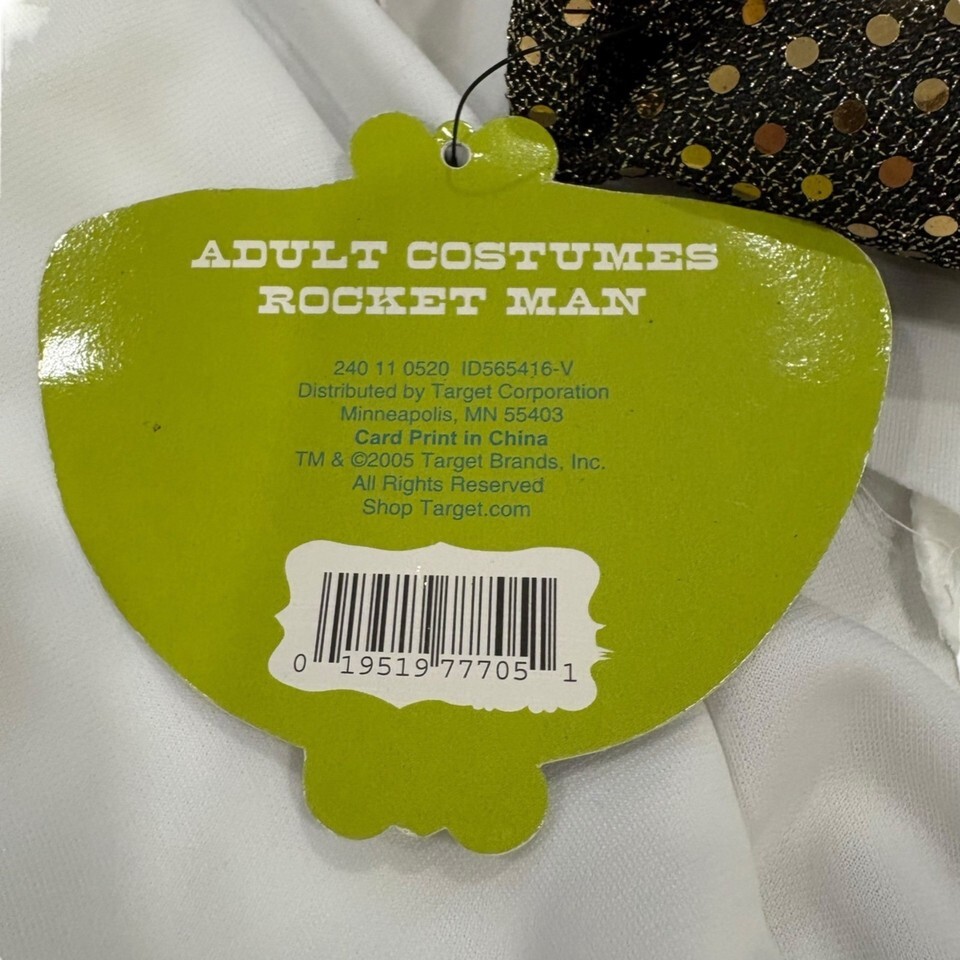 ADULT COSTUMES
ROCKET MAN
240 11 0520 ID565416-V
Distributed by Target Corporation
Minneapolis, MN 55403
Card Print in China
TM & ©2005 Target Brands, Inc.
All Rights Reserved
Shop Target.com
0 19519 77705 1